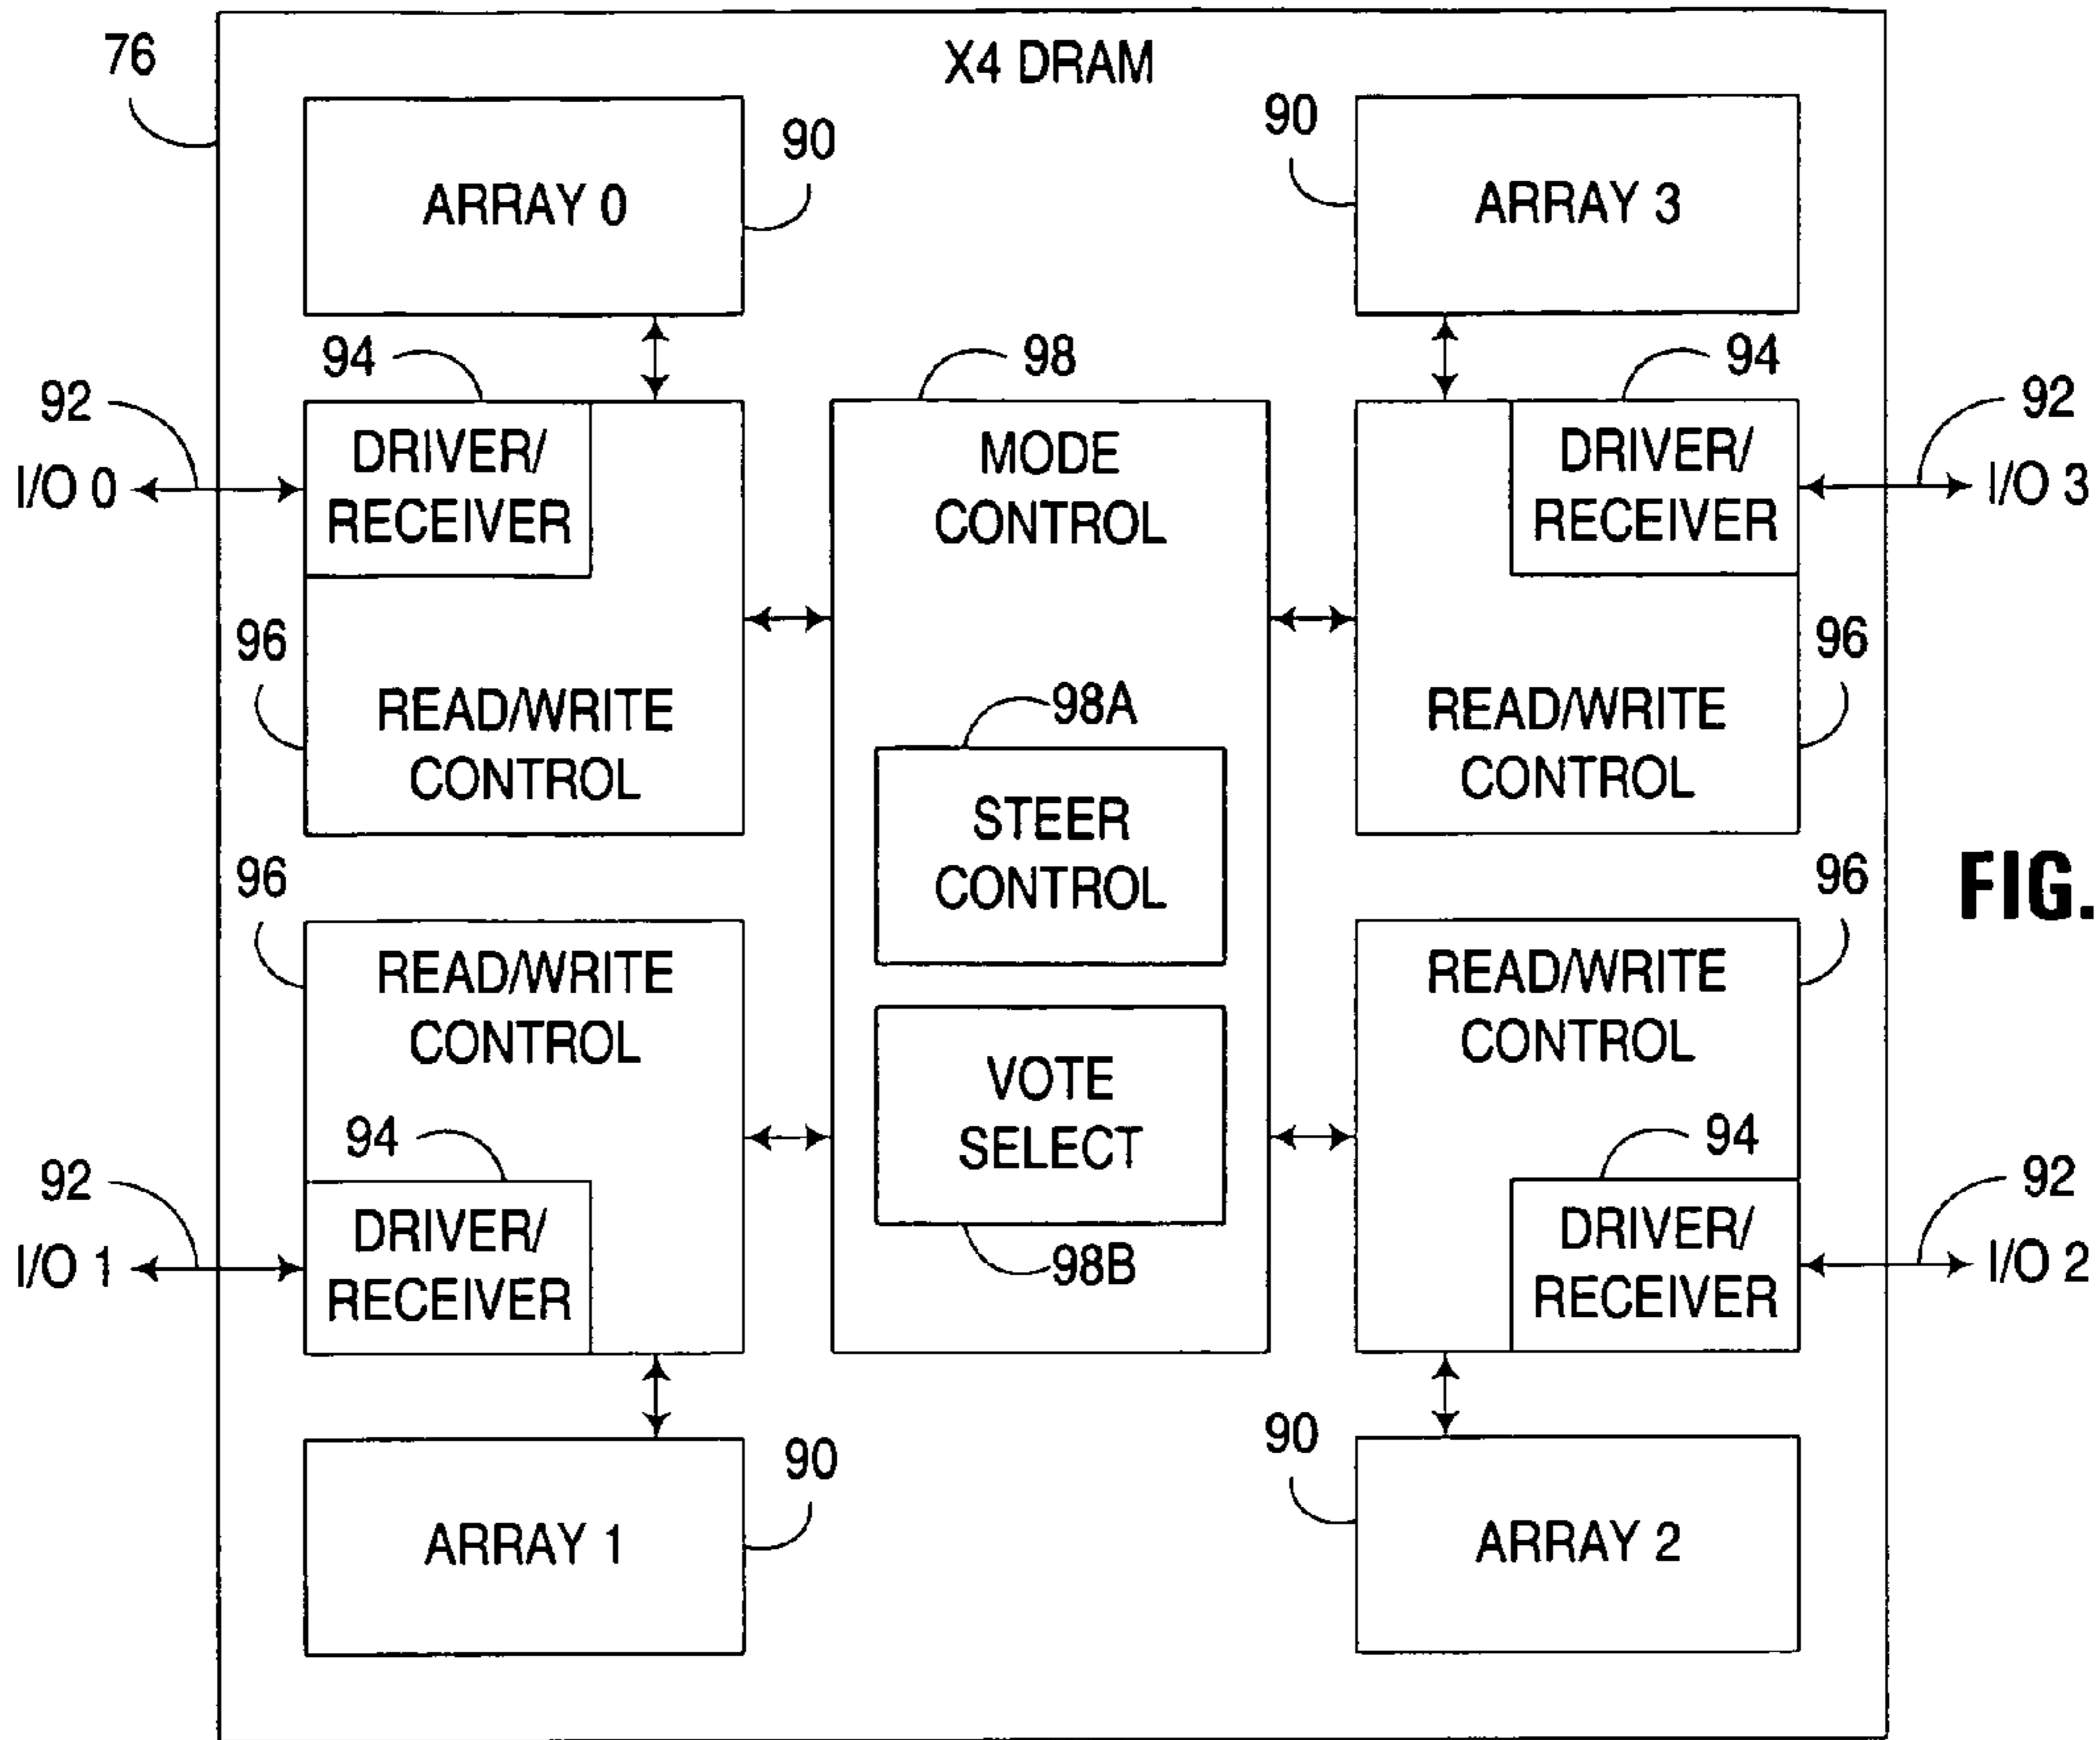 76
X4 DRAM
ARRAY 0
90
90
ARRAY 3
94
98
94
92
I/O 0
DRIVER/
RECEIVER
MODE
CONTROL
DRIVER/
RECEIVER
92
I/O 3
96
READ/WRITE
CONTROL
98A
STEER
CONTROL
READ/WRITE
CONTROL
96
96
READ/WRITE
CONTROL
READ/WRITE
CONTROL
96
FIG.
VOTE
SELECT
98B
94
92
I/O 1
DRIVER/
RECEIVER
94
DRIVER/
RECEIVER
92
I/O 2
ARRAY 1
90
90
ARRAY 2